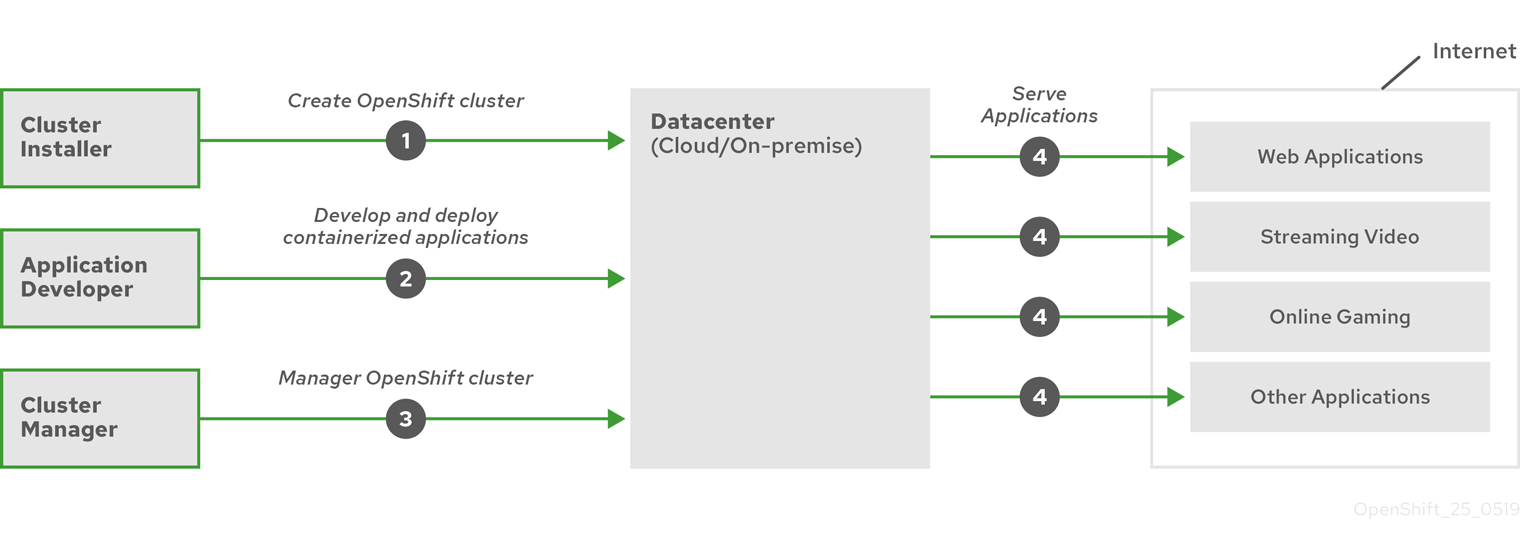 Internet
Cluster
Installer
Create OpenShift cluster
1
Application
Developer
Develop and deploy
containerized applications
2
Cluster
Manager
Manager OpenShift cluster
3
Datacenter
(Cloud/On-premise)
Serve
Applications
4
Web Applications
4
Streaming Video
4
Online Gaming
4
Other Applications
OpenShift_25_0519